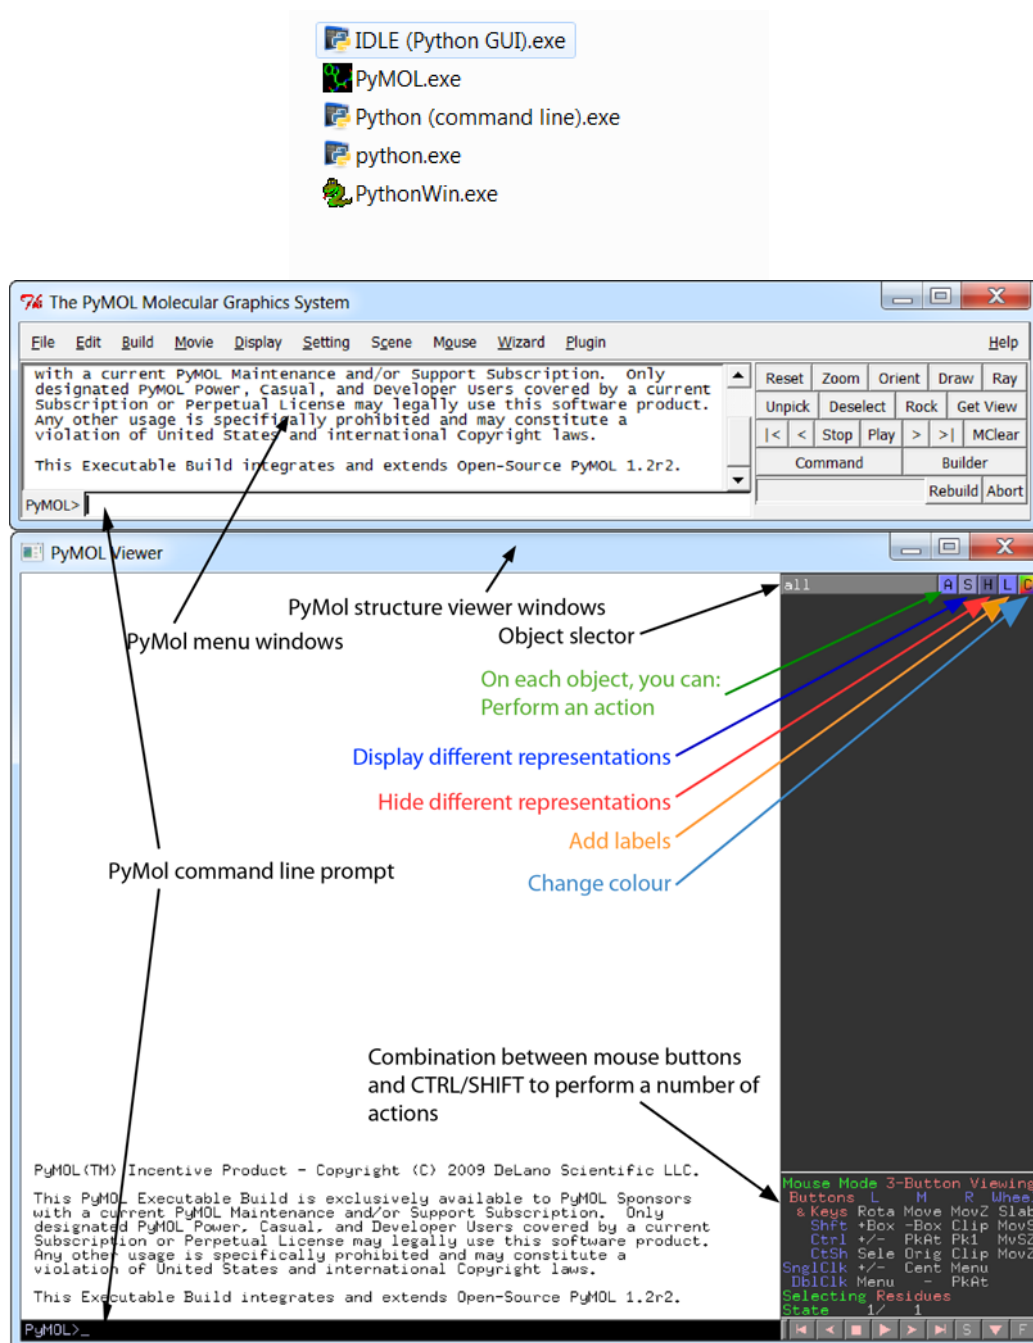 IDLE (Python GUI).exe
PyMOL.exe
Python (command line).exe
python.exe
PythonWin.exe
The PyMOL Molecular Graphics System
File Edit Build Movie Display Setting Scene Mouse Wizard Plugin Help
with a current PyMOL Maintenance and/or Support Subscription. Only
designated PyMOL Power, Casual, and Developer Users covered by a current
Subscription or Perpetual License may legally use this software product.
Any other usage is specifically prohibited and may constitute a
violation of United States and international Copyright laws.
This Executable Build integrates and extends Open-Source PyMOL 1.2r2.
PyMOL>
Reset Zoom Orient Draw Ray
Unpick Deselect Rock Get View
|< < Stop Play > >| MClear
Command Builder
Rebuild Abort
PyMOL Viewer
all A S H L C
PyMol structure viewer windows
PyMol menu windows
Object slector
On each object, you can:
Perform an action
Display different representations
Hide different representations
Add labels
Change colour
PyMol command line prompt
Combination between mouse buttons
and CTRL/SHIFT to perform a number of
actions
PyMOL(TM) Incentive Product - Copyright (C) 2009 DeLano Scientific LLC.
This PyMOL Executable Build is exclusively available to PyMOL Sponsors
with a current PyMOL Maintenance and/or Support Subscription. Only
designated PyMOL Power, Casual, and Developer Users covered by a current
Subscription or Perpetual License may legally use this software product.
Any other usage is specifically prohibited and may constitute a
violation of United States and international Copyright laws.
This Executable Build integrates and extends Open-Source PyMOL 1.2r2.
PyMOL>_
Mouse Mode 3-Button Viewing
Buttons L M R Whee
& Keys Rota Move MovZ Slab
Shft +Box -Box Clip MovS
Ctrl +/- PkAt Pk1 MvSZ
CtSh Sele Orig Clip MovZ
SnglClk +/- Cent Menu
DblClk Menu - PkAt
Selecting Residues
State 1/ 1
S F